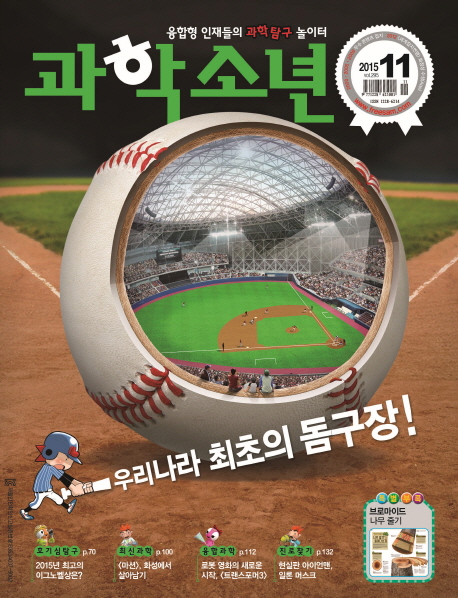 융합형 인재들의 과학탐구 놀이터
과학소년
2015 11
vol.295
ISSN 1228-6214
우리나라 최초의 돔구장!
호기심탐구 p.70
2015년 최고의
이그노벨상은?
최신과학 p.100
<마션>, 화성에서
살아남기
융합과학 p.112
로봇 영화의 새로운
시작, <트랜스포머3>
진로찾기 p.132
현실판 아이언맨,
일론 머스크
특별부록
브로마이드
나무 줄기